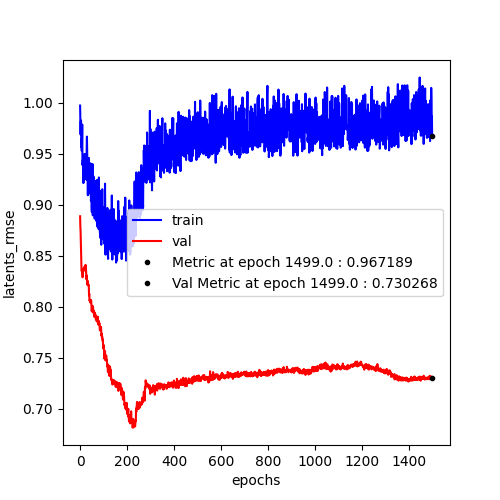 1.00
0.95
0.90
0.85
0.80
0.75
0.70
latents_rmse
train
val
Metric at epoch 1499.0 : 0.967189
Val Metric at epoch 1499.0 : 0.730268
0 200 400 600 800 1000 1200 1400
epochs